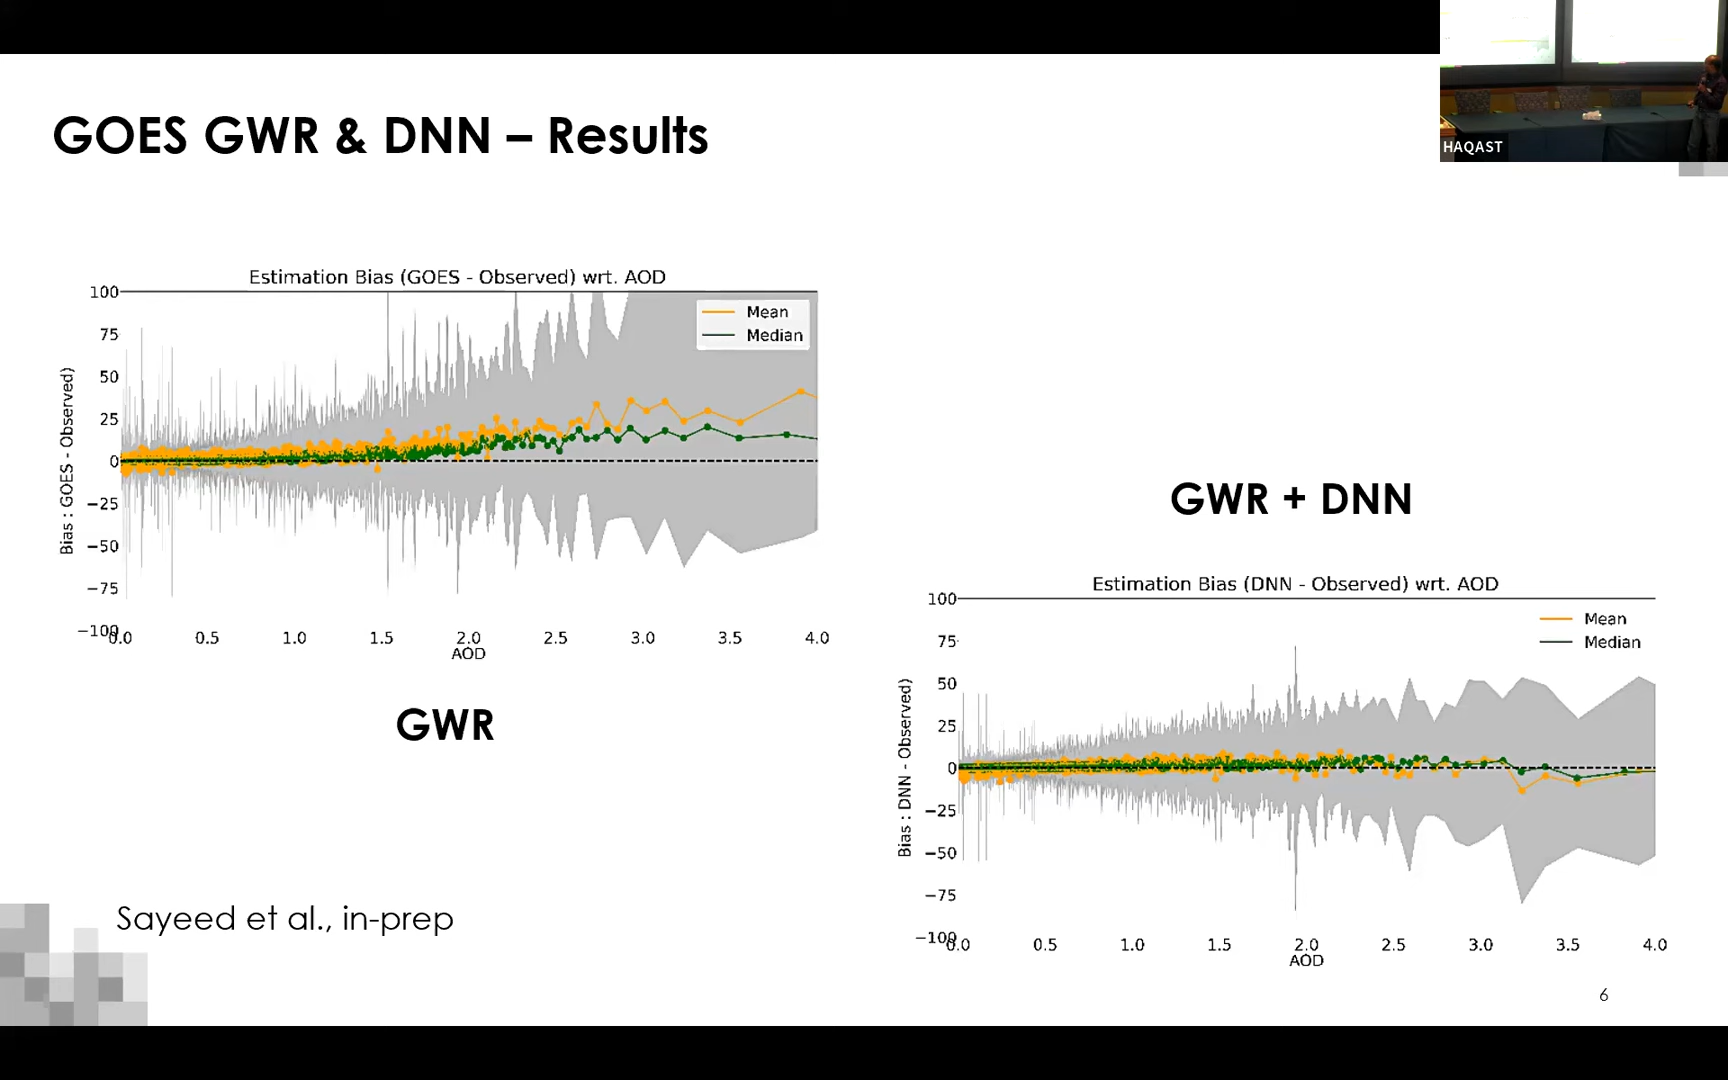 HAQAST
GOES GWR & DNN – Results
Estimation Bias (GOES - Observed) wrt. AOD
Mean
Median
Bias : GOES - Observed)
100
75
50
25
0
−25
−50
−75
−100
0.0 0.5 1.0 1.5 2.0 2.5 3.0 3.5 4.0
AOD
GWR
GWR + DNN
Estimation Bias (DNN - Observed) wrt. AOD
Mean
Median
Bias : DNN - Observed)
100
75
50
25
0
−25
−50
−75
−100
0.0 0.5 1.0 1.5 2.0 2.5 3.0 3.5 4.0
AOD
Sayeed et al., in-prep
6